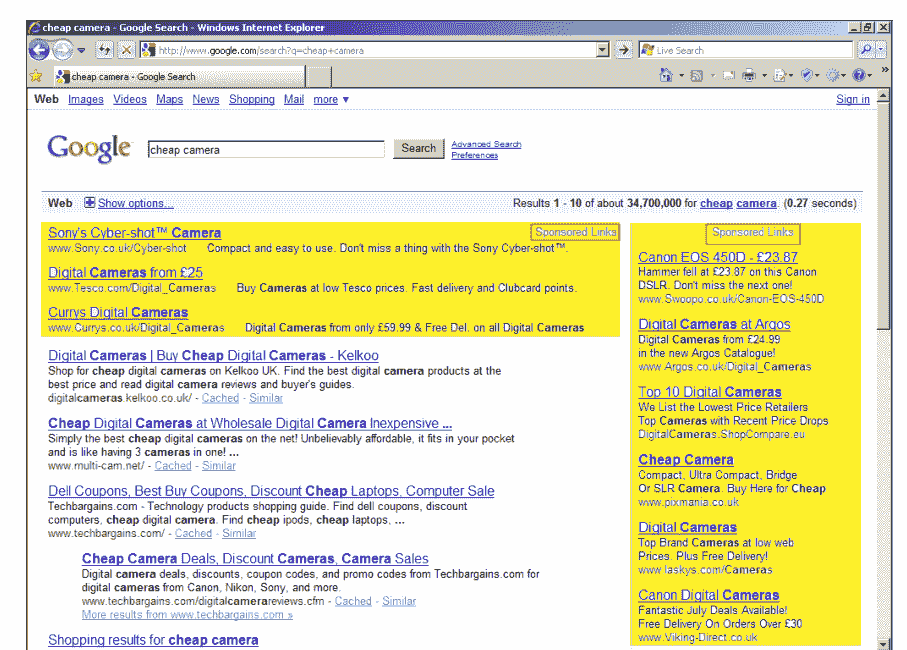 cheap camera - Google Search - Windows Internet Explorer
http://www.google.com/search?q=cheap+camera
Live Search
cheap camera - Google Search
Web Images Videos Maps News Shopping Mail more ▼
Sign in
Google
cheap camera
Search
Advanced Search
Preferences
Web Show options...
Results 1 - 10 of about 34,700,000 for cheap camera. (0.27 seconds)
Sony's Cyber-shot™ Camera
Sponsored Links
www.Sony.co.uk/Cyber-shot Compact and easy to use. Don't miss a thing with the Sony Cyber-shot™.
Digital Cameras from £25
www.Tesco.com/Digital_Cameras Buy Cameras at low Tesco prices. Fast delivery and Clubcard points.
Currys Digital Cameras
www.Currys.co.uk/Digital_Cameras Digital Cameras from only £59.99 & Free Del. on all Digital Cameras
Digital Cameras | Buy Cheap Digital Cameras - Kelkoo
Shop for cheap digital cameras on Kelkoo UK. Find the best digital camera products at the
best price and read digital camera reviews and buyer's guides.
digitalcameras.kelkoo.co.uk/ - Cached - Similar
Cheap Digital Cameras at Wholesale Digital Camera Inexpensive ...
Simply the best cheap digital cameras on the net! Unbelievably affordable, it fits in your pocket
and is like having 3 cameras in one! ...
www.multi-cam.net/ - Cached - Similar
Dell Coupons, Best Buy Coupons, Discount Cheap Laptops, Computer Sale
Techbargains.com - Technology products shopping guide. Find dell coupons, discount
computers, cheap digital camera. Find cheap ipods, cheap laptops, ...
www.techbargains.com/ - Cached - Similar
Cheap Camera Deals, Discount Cameras, Camera Sales
Digital camera deals, discounts, coupon codes, and promo codes from Techbargains.com for
digital cameras from Canon, Nikon, Sony, and more.
www.techbargains.com/digitalcamerareviews.cfm - Cached - Similar
More results from www.techbargains.com »
Shopping results for cheap camera
Sponsored Links
Canon EOS 450D - £23.87
Hammer fell at £23.87 on this Canon
DSLR. Don't miss the next one!
www.Swoopo.co.uk/Canon-EOS-450D
Digital Cameras at Argos
Digital Cameras from £24.99
in the new Argos Catalogue!
www.Argos.co.uk/Digital_Cameras
Top 10 Digital Cameras
We List the Lowest Price Retailers
Top Cameras with Recent Price Drops
DigitalCameras.ShopCompare.eu
Cheap Camera
Compact, Ultra Compact, Bridge
Or SLR Camera. Buy Here for Cheap
www.pixmania.co.uk
Digital Cameras
Top Brand Cameras at low web
Prices. Plus Free Delivery!
www.laskys.com/Cameras
Canon Digital Cameras
Fantastic July Deals Available!
Free Delivery On Orders Over £30
www.Viking-Direct.co.uk